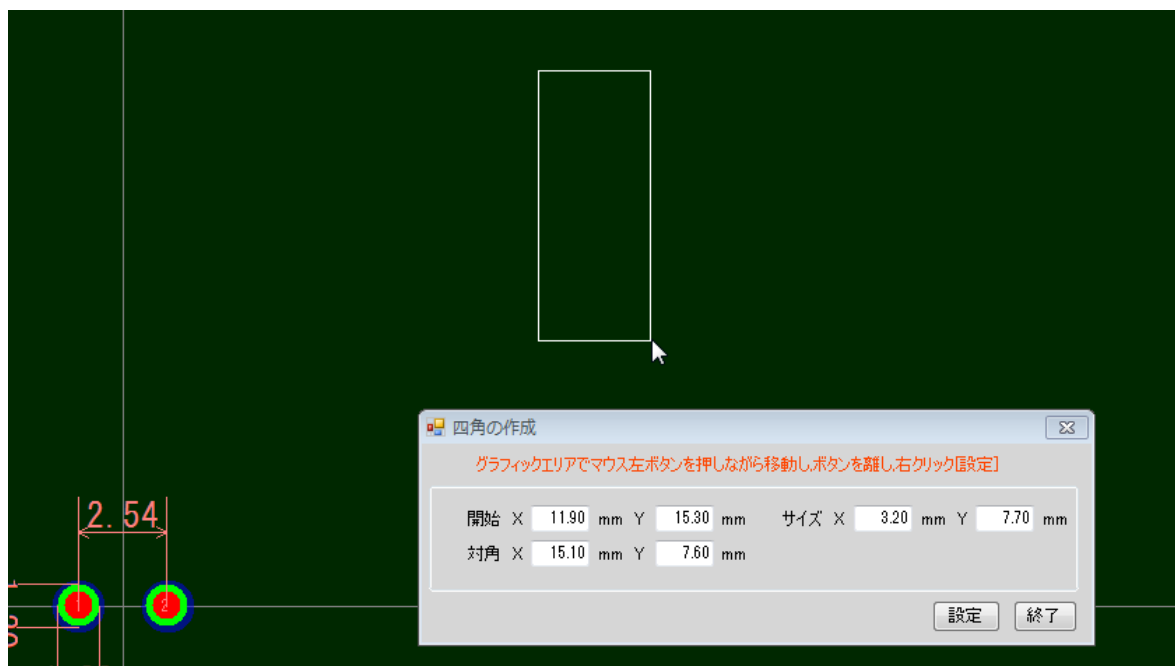 四角の作成
グラフィックエリアでマウス左ボタンを押しながら移動し,ボタンを離し,右クリック[設定]
開始 X 11.90 mm Y 15.30 mm サイズ X 3.20 mm Y 7.70 mm
対角 X 15.10 mm Y 7.60 mm
2.54
1 2
設定 終了